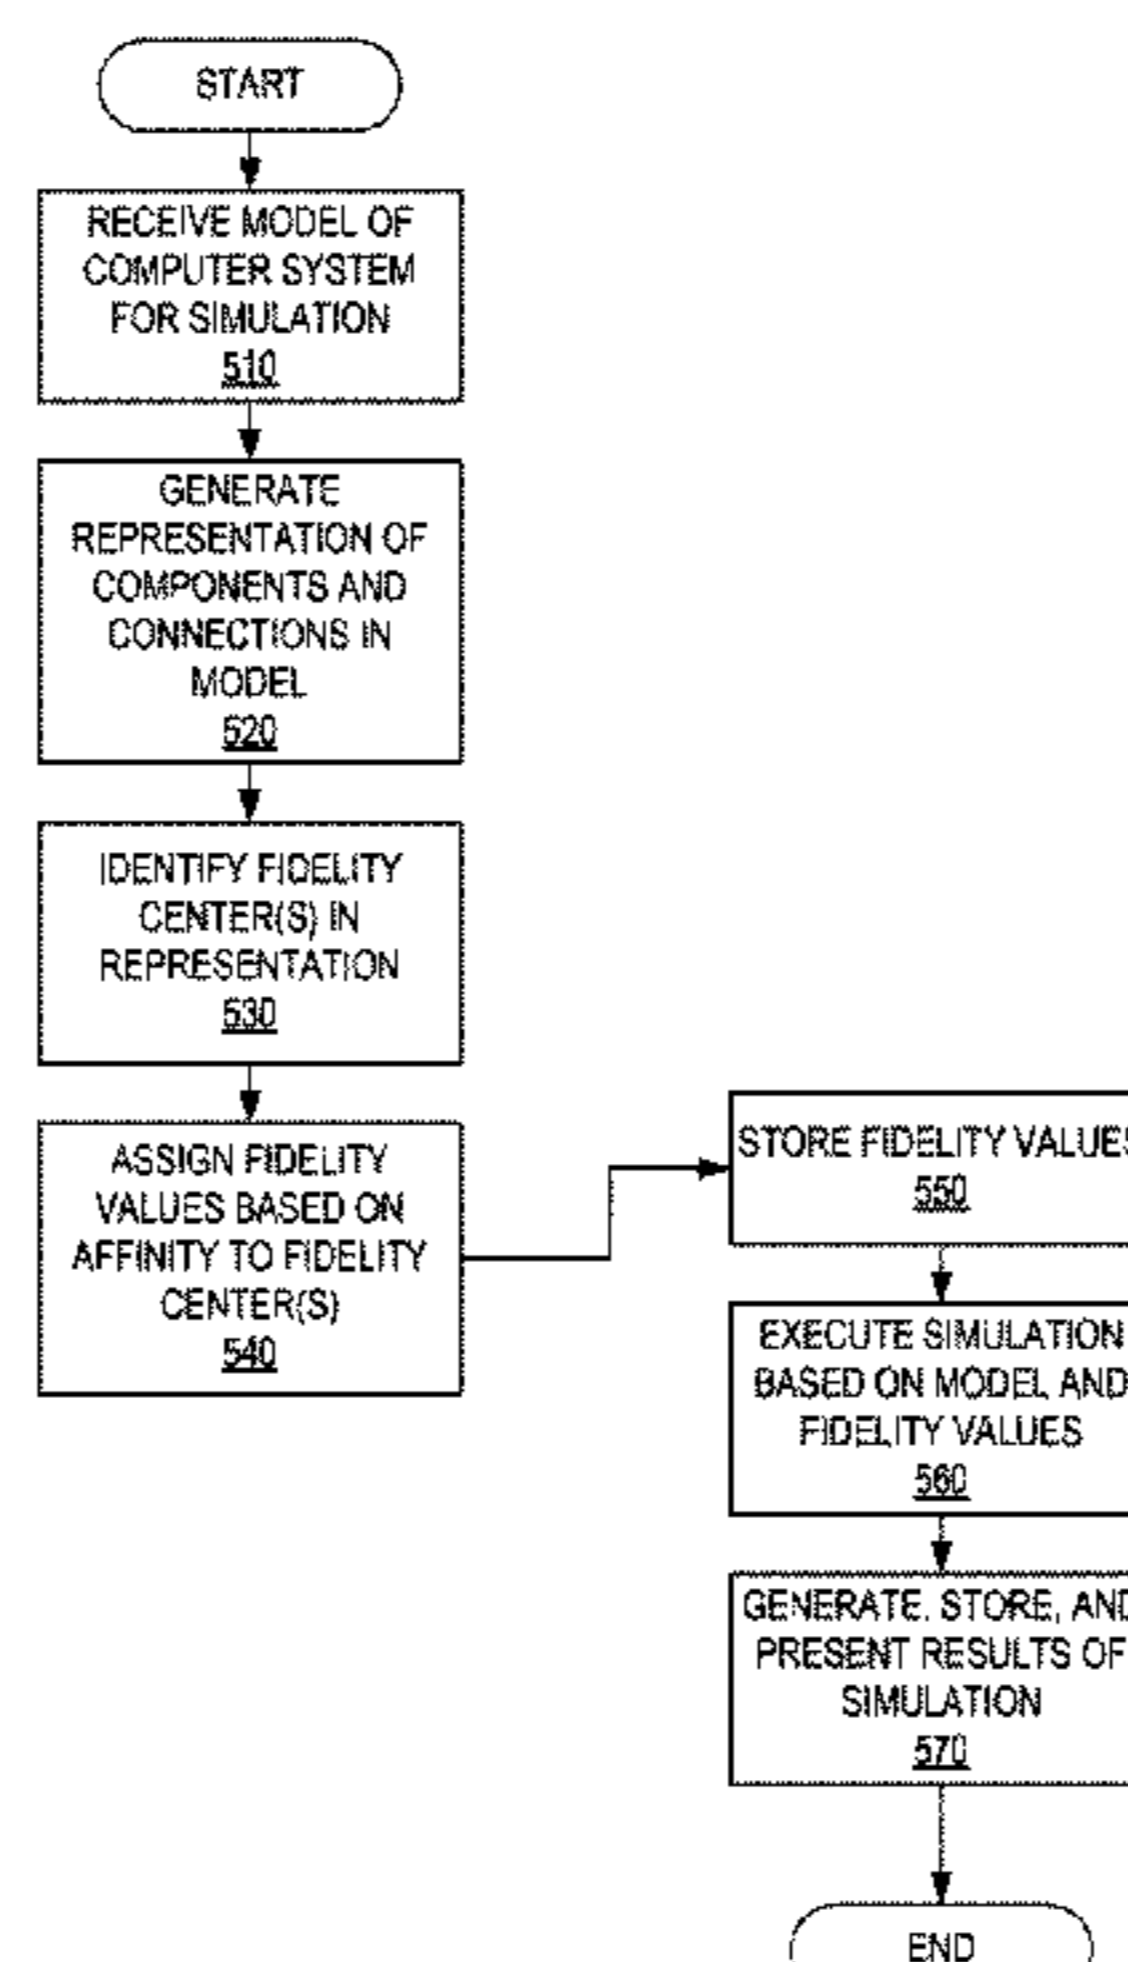 START
RECEIVE MODEL OF
COMPUTER SYSTEM
FOR SIMULATION
510
GENERATE
REPRESENTATION OF
COMPONENTS AND
CONNECTIONS IN
MODEL
520
IDENTIFY FIDELITY
CENTER(S) IN
REPRESENTATION
530
ASSIGN FIDELITY
VALUES BASED ON
AFFINITY TO FIDELITY
CENTER(S)
540
STORE FIDELITY VALUES
550
EXECUTE SIMULATION
BASED ON MODEL AND
FIDELITY VALUES
560
GENERATE, STORE, AND
PRESENT RESULTS OF
SIMULATION
570
END